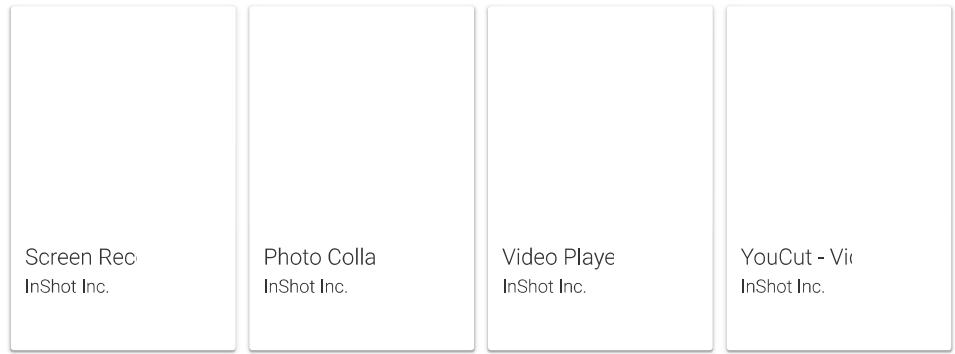 Screen Rec
InShot Inc.
Photo Colla
InShot Inc.
Video Playe
InShot Inc.
YouCut - Vi
InShot Inc.